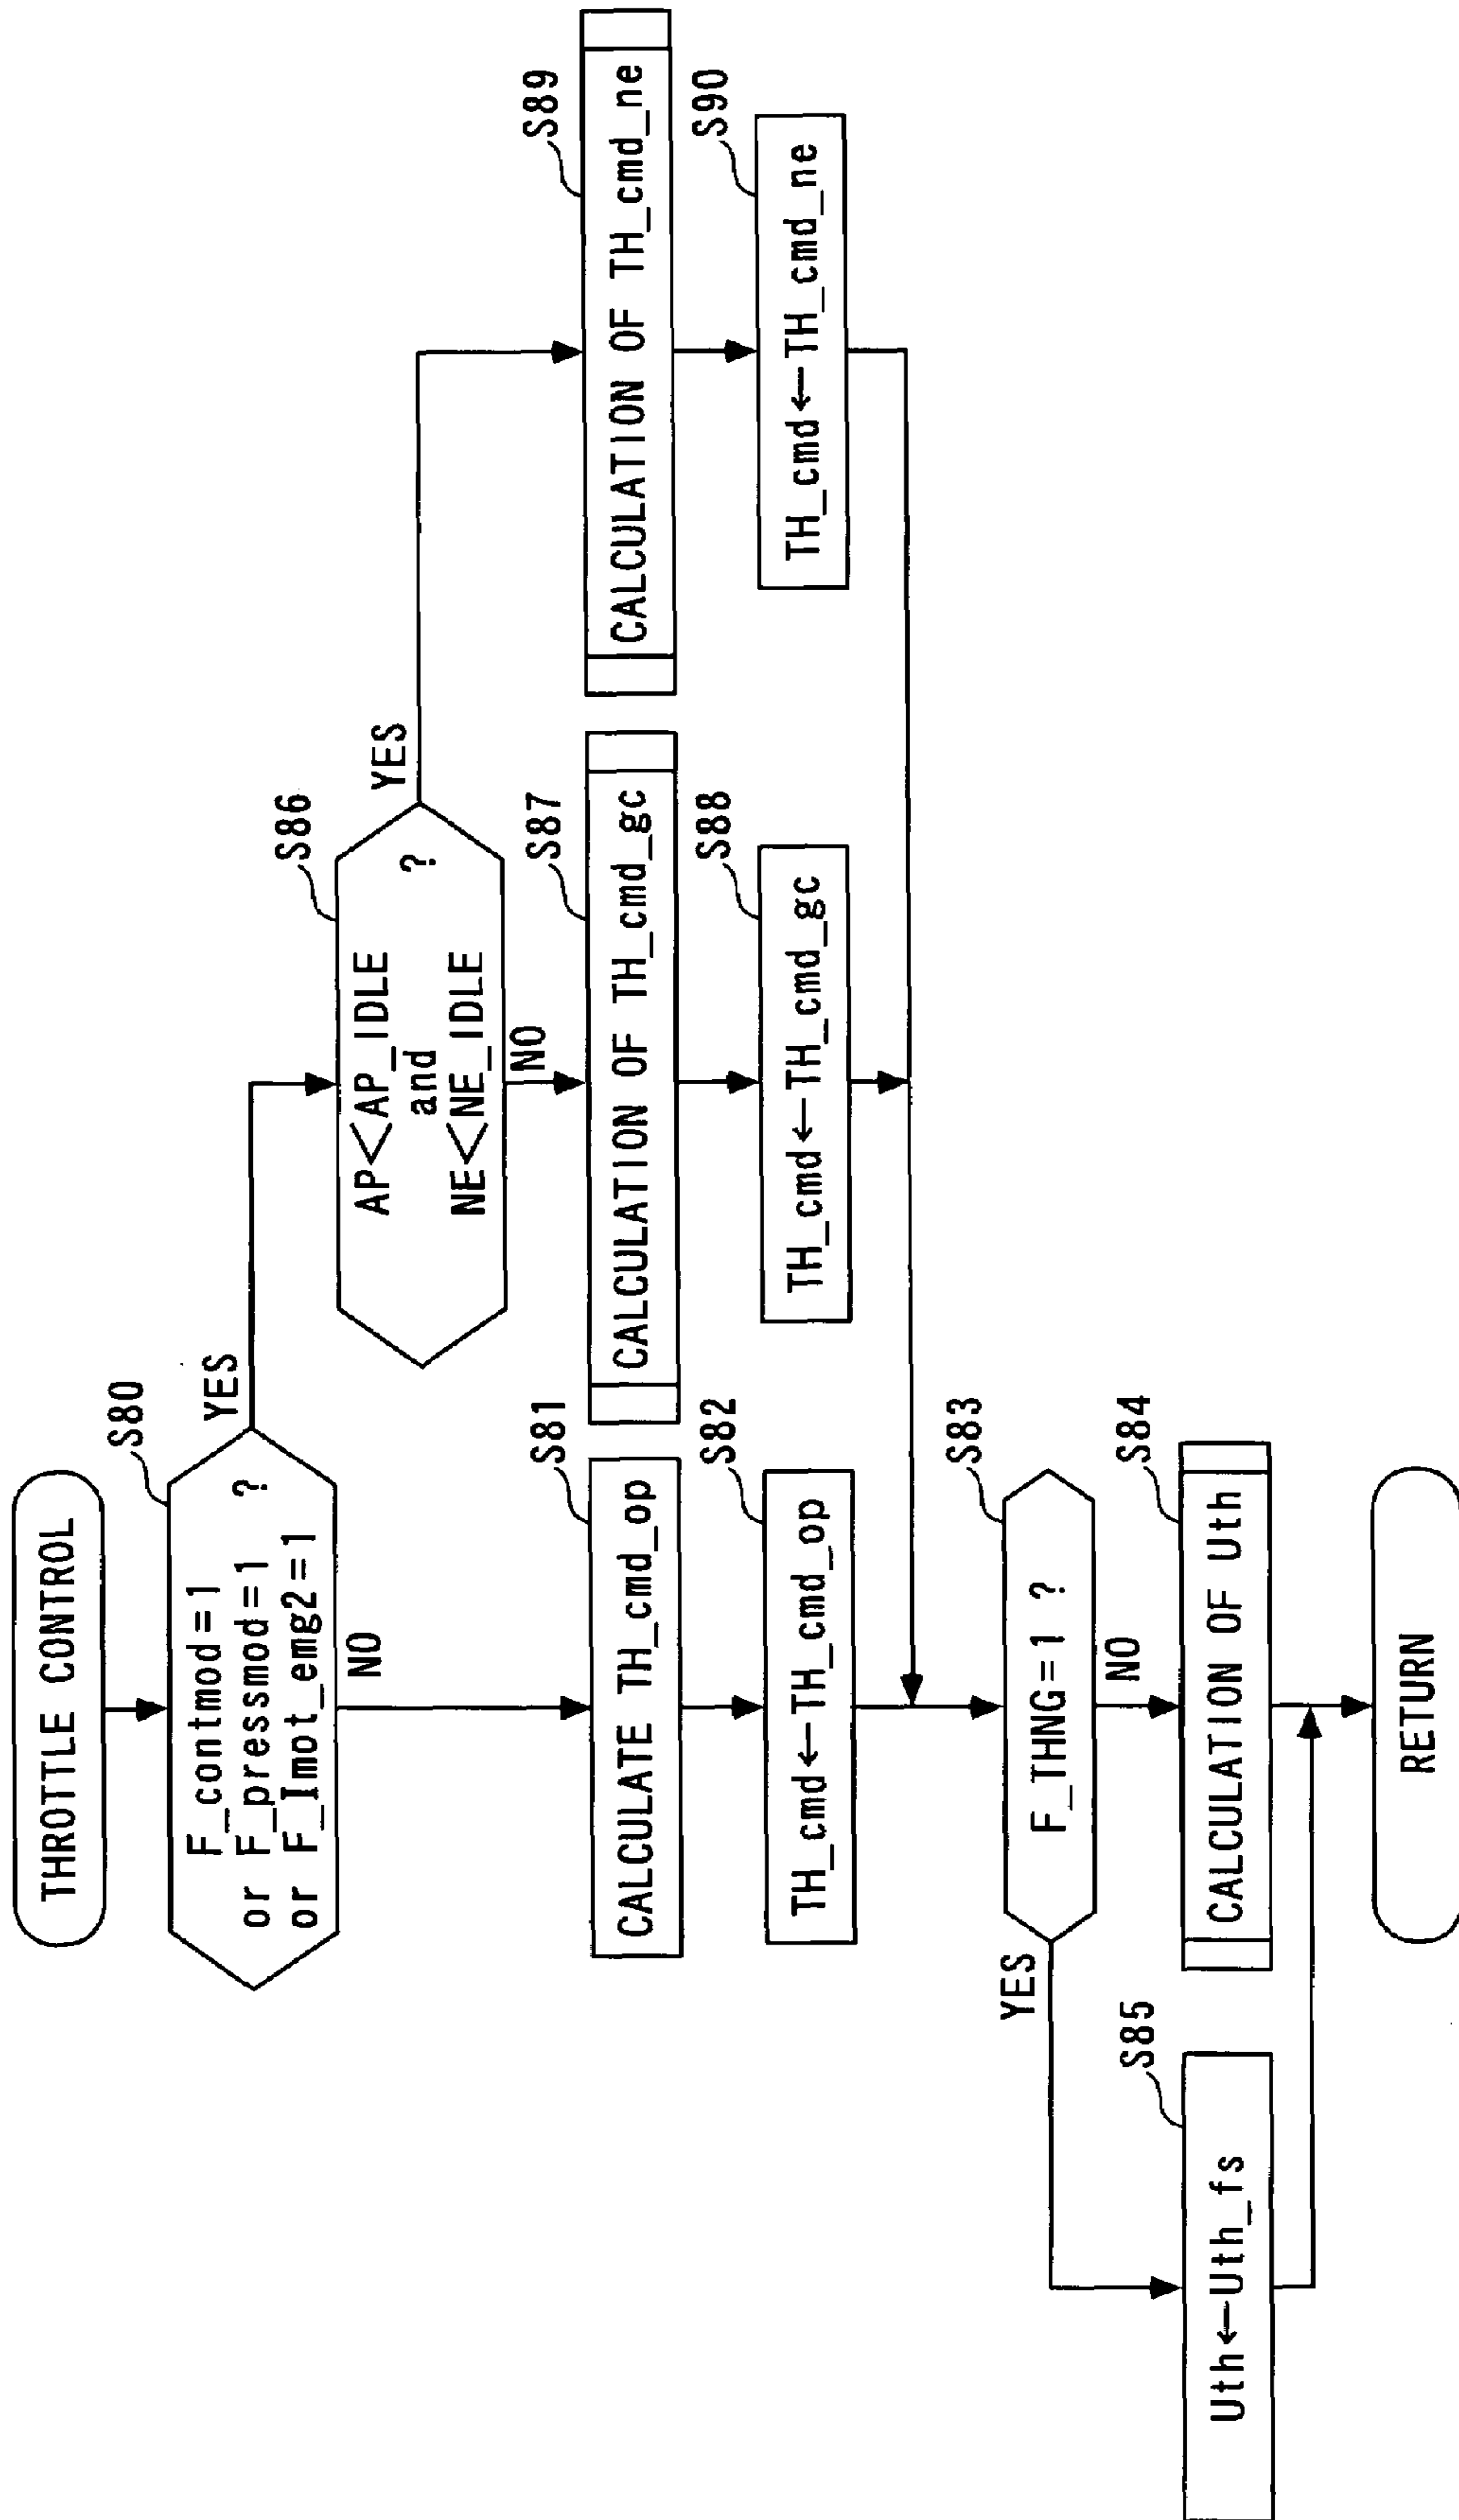 THROTTLE CONTROL
S80
F_contmod=1
or F_pressmod=1 ?
or F_Imot_emg2=1
YES
NO
S86
AP<AP_IDLE
and ?
NE<NE_IDLE
YES
NO
S81
CALCULATE TH_cmd_op
S87
CALCULATION OF TH_cmd_gc
S89
CALCULATION OF TH_cmd_ne
S82
TH_cmd←TH_cmd_op
S88
TH_cmd←TH_cmd_gc
S90
TH_cmd←TH_cmd_ne
S83
F_THNG=1 ?
YES
NO
S85
Uth←Uth_fs
S84
CALCULATION OF Uth
RETURN